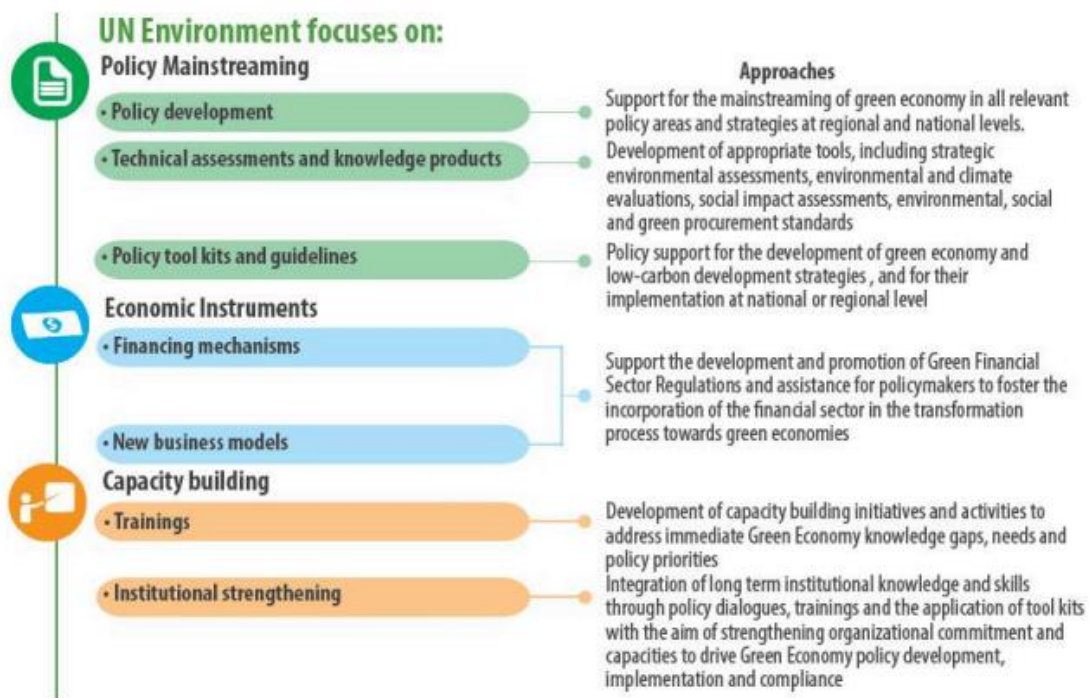 UN Environment focuses on:
Policy Mainstreaming
Approaches
• Policy development
Support for the mainstreaming of green economy in all relevant
policy areas and strategies at regional and national levels.
• Technical assessments and knowledge products
Development of appropriate tools, including strategic
environmental assessments, environmental and climate
evaluations, social impact assessments, environmental, social
and green procurement standards
• Policy tool kits and guidelines
Policy support for the development of green economy and
low-carbon development strategies , and for their
implementation at national or regional level
Economic Instruments
• Financing mechanisms
• New business models
Support the development and promotion of Green Financial
Sector Regulations and assistance for policymakers to foster the
incorporation of the financial sector in the transformation
process towards green economies
Capacity building
• Trainings
Development of capacity building initiatives and activities to
address immediate Green Economy knowledge gaps, needs and
policy priorities
• Institutional strengthening
Integration of long term institutional knowledge and skills
through policy dialogues, trainings and the application of tool kits
with the aim of strengthening organizational commitment and
capacities to drive Green Economy policy development,
implementation and compliance